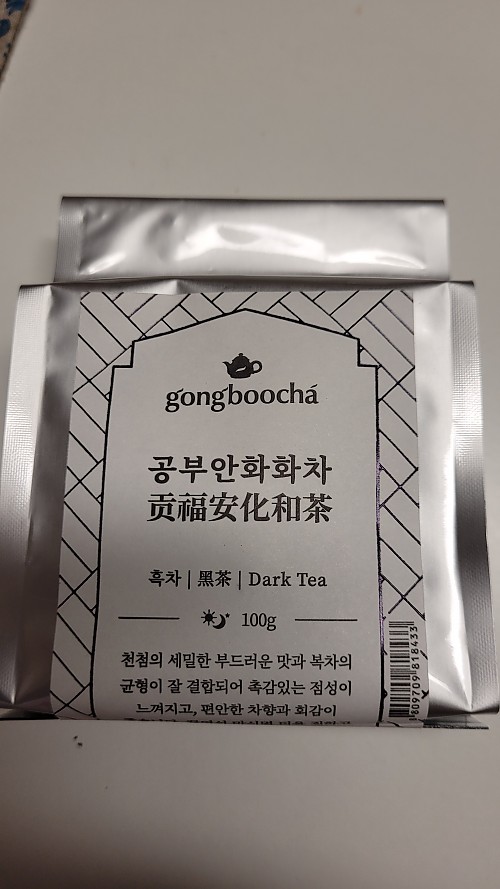 gongboochá
공부안화화차
贡福安化和茶
흑차 | 黑茶 | Dark Tea
100g
천첨의 세밀한 부드러운 맛과 복차의
균형이 잘 결합되어 촉감있는 점성이
느껴지고, 편안한 차향과 회감이
8809709818433